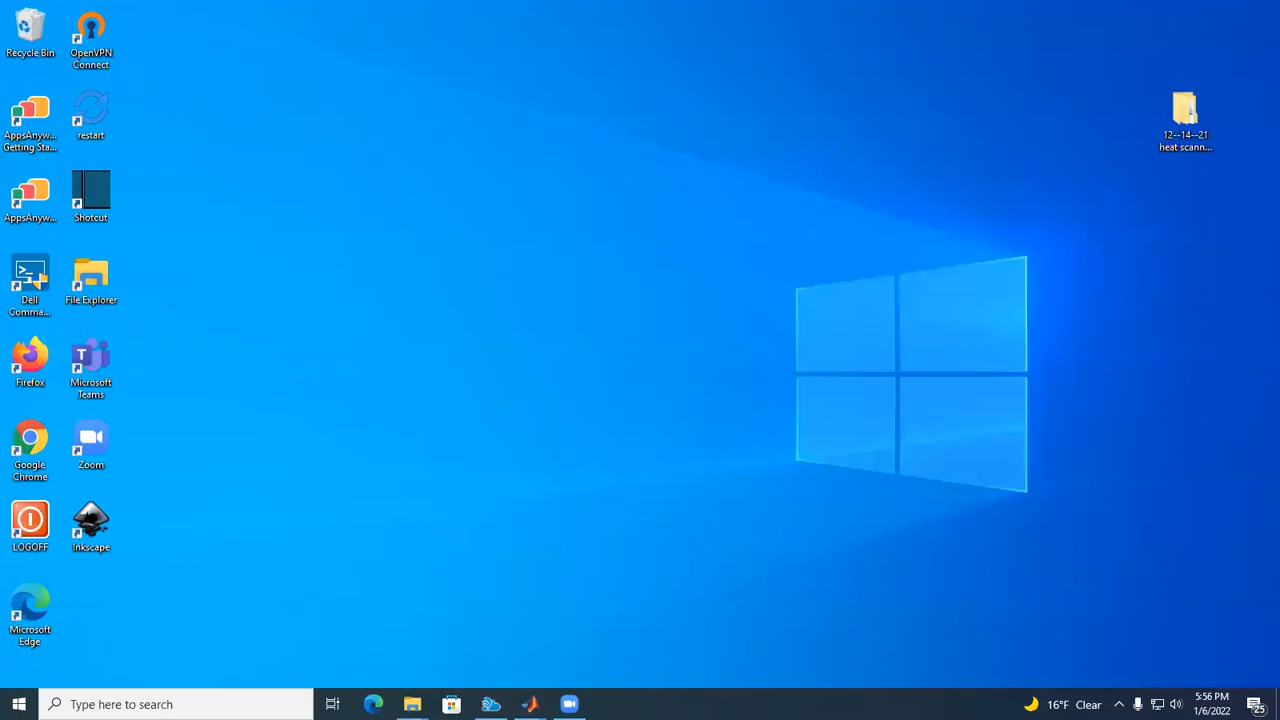 Recycle Bin
OpenVPN
Connect
AppsAnyw...
Getting Sta...
restart
AppsAnyw...
Shotcut
Dell
Comma...
File Explorer
Firefox
Microsoft
Teams
Google
Chrome
Zoom
LOGOFF
Inkscape
Microsoft
Edge
12--14--21
heat scann...
Type here to search
16°F Clear
5:56 PM
1/6/2022
25